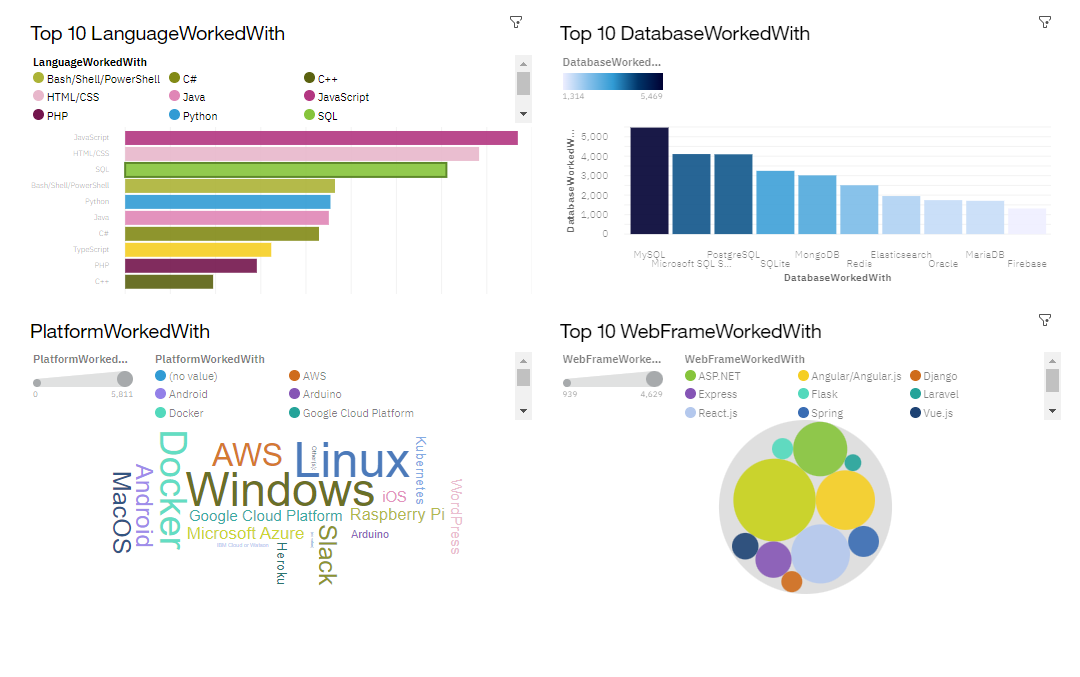 Top 10 LanguageWorkedWith
LanguageWorkedWith
Bash/Shell/PowerShell C# C++
HTML/CSS Java JavaScript
PHP Python SQL
JavaScript
HTML/CSS
SQL
Bash/Shell/PowerShell
Python
Java
C#
TypeScript
PHP
C++
Top 10 DatabaseWorkedWith
DatabaseWorked...
1,314 5,469
DatabaseWorkedW...
5,000
4,000
3,000
2,000
1,000
0
MySQL PostgreSQL MongoDB Elasticsearch MariaDB
Microsoft SQL S... SQLite Redis Oracle Firebase
DatabaseWorkedWith
PlatformWorkedWith
PlatformWorked...
0 5,811
PlatformWorkedWith
(no value) AWS
Android Arduino
Docker Google Cloud Platform
MacOS
Android
Docker
AWS
Linux
Other(s):
Kubernetes
Windows
iOS
WordPress
Google Cloud Platform
Raspberry Pi
Microsoft Azure
Slack
Arduino
IBM Cloud or Watson
Heroku
Top 10 WebFrameWorkedWith
WebFrameWorke...
939 4,629
WebFrameWorkedWith
ASP.NET Angular/Angular.js Django
Express Flask Laravel
React.js Spring Vue.js